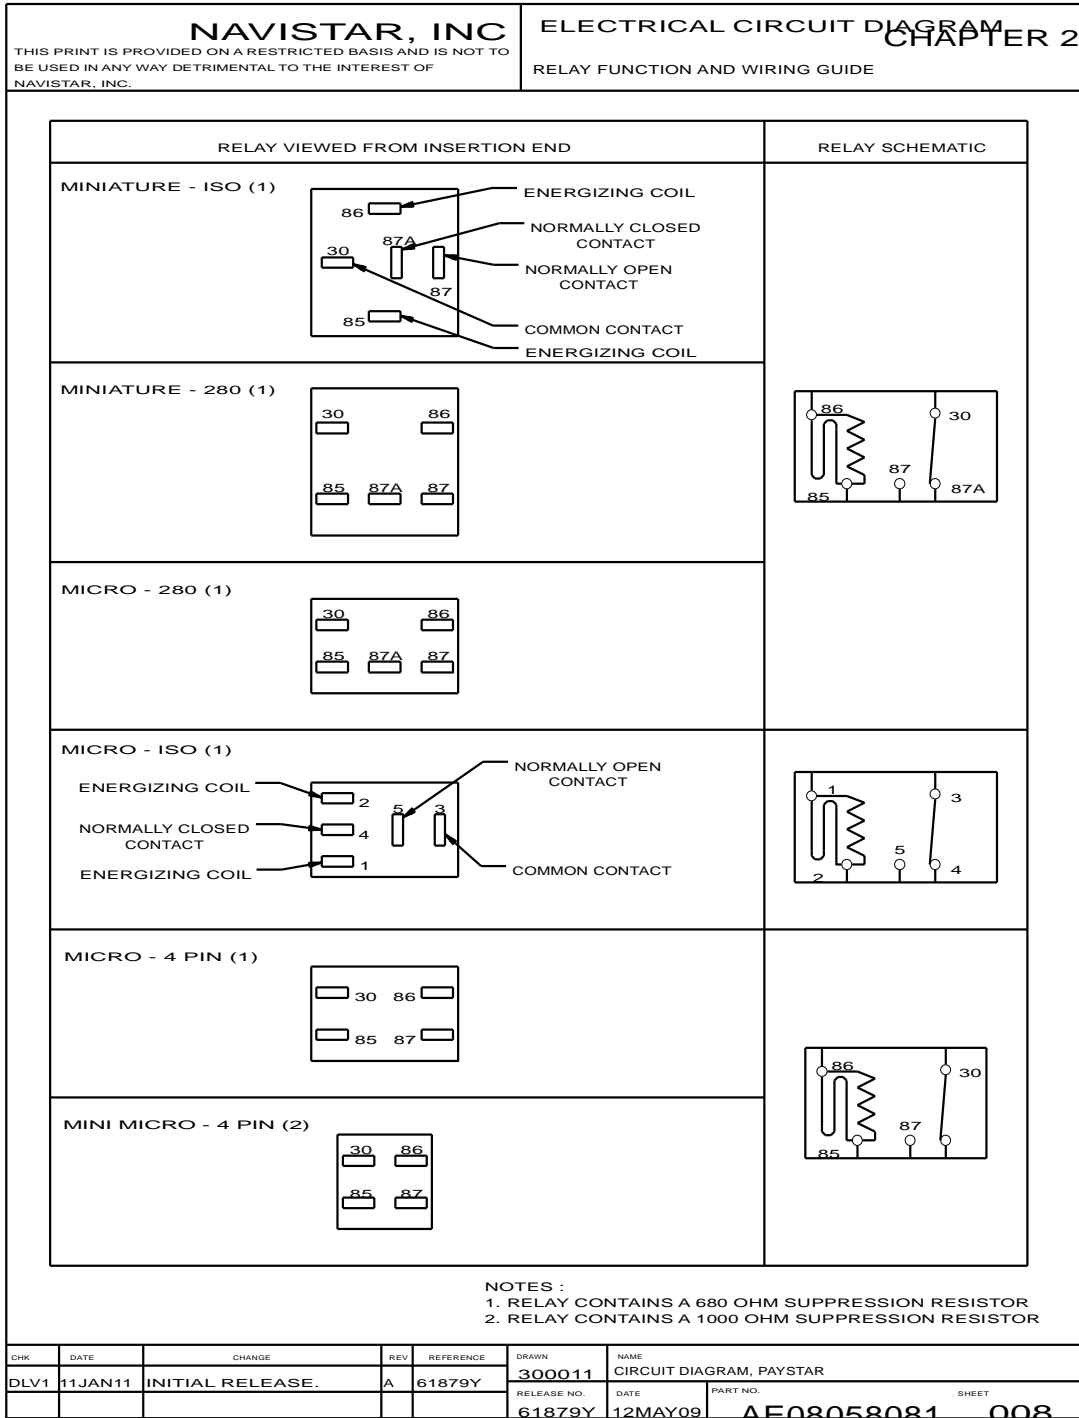 NAVISTAR, INC
THIS PRINT IS PROVIDED ON A RESTRICTED BASIS AND IS NOT TO
BE USED IN ANY WAY DETRIMENTAL TO THE INTEREST OF
NAVISTAR, INC.
ELECTRICAL CIRCUIT DIAGRAM
CHAPTER 2
RELAY FUNCTION AND WIRING GUIDE
RELAY VIEWED FROM INSERTION END
RELAY SCHEMATIC
MINIATURE - ISO (1)
86
ENERGIZING COIL
87A
NORMALLY CLOSED
CONTACT
30
NORMALLY OPEN
CONTACT
87
85
COMMON CONTACT
ENERGIZING COIL
MINIATURE - 280 (1)
30 86
85 87A 87
86
30
87
85
87A
MICRO - 280 (1)
30 86
85 87A 87
MICRO - ISO (1)
ENERGIZING COIL
NORMALLY CLOSED
CONTACT
ENERGIZING COIL
2
4
1
5 3
NORMALLY OPEN
CONTACT
COMMON CONTACT
1
3
5
2
4
MICRO - 4 PIN (1)
30 86
85 87
86
30
87
85
MINI MICRO - 4 PIN (2)
30 86
85 87
NOTES :
1. RELAY CONTAINS A 680 OHM SUPPRESSION RESISTOR
2. RELAY CONTAINS A 1000 OHM SUPPRESSION RESISTOR
CHK DATE CHANGE REV REFERENCE
DLV1 11JAN11 INITIAL RELEASE. A 61879Y
DRAWN
300011
NAME
CIRCUIT DIAGRAM, PAYSTAR
RELEASE NO.
61879Y
DATE
12MAY09
PART NO.
AE08058081
SHEET
008